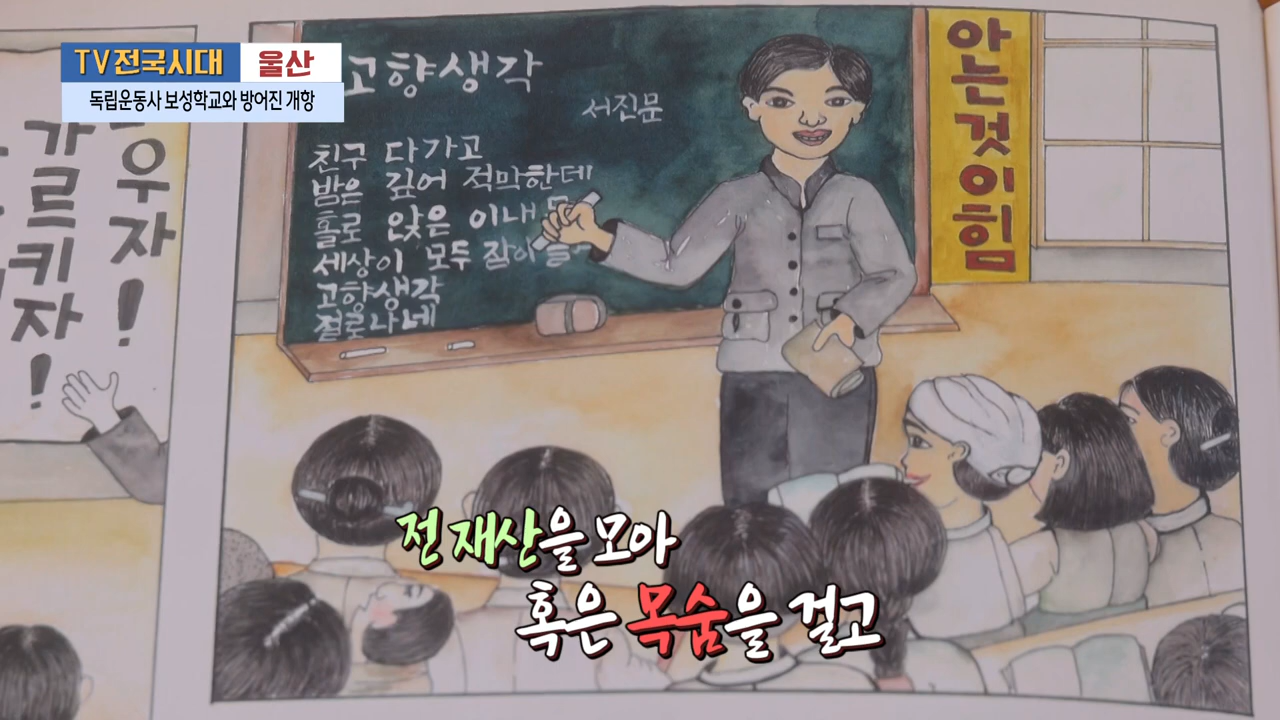 TV 전국시대 울산
독립운동사 보성학교와 방어진 개항
우자!
가르키자!
고향생각
서진문
친구 다가고
밤은 깊어 적막한데
홀로 앉은 이내
세상이 모두 잠이
고향생각
절로나네
아는것이힘
전 재산을 모아
혹은 목숨을 걸고